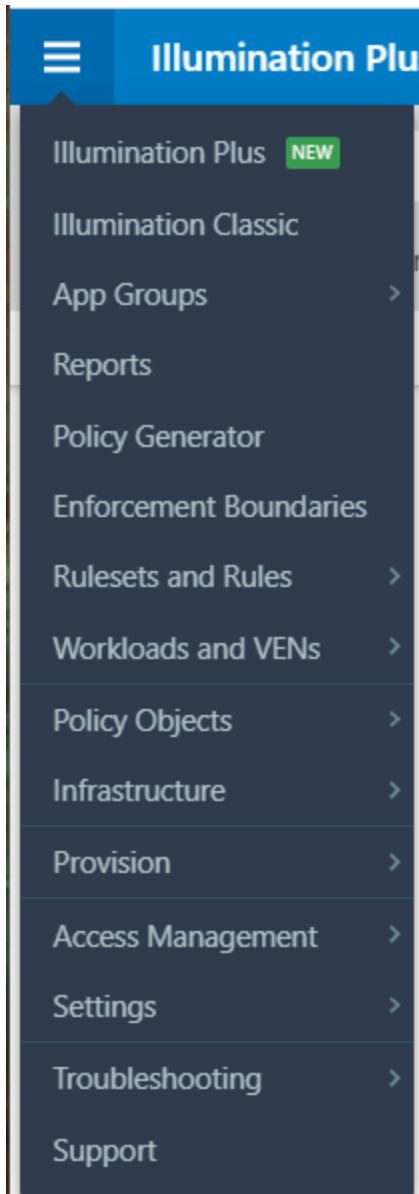 Illumination Plu
Illumination Plus NEW
Illumination Classic
App Groups
Reports
Policy Generator
Enforcement Boundaries
Rulesets and Rules
Workloads and VENs
Policy Objects
Infrastructure
Provision
Access Management
Settings
Troubleshooting
Support